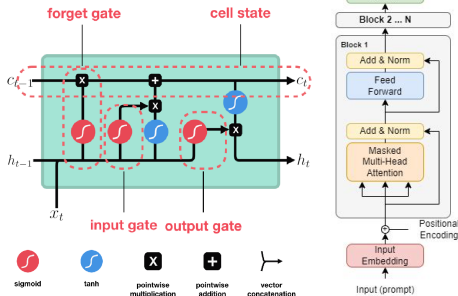 forget gate
cell state
c_{t-1}
c_t
h_{t-1}
h_t
x_t
input gate
output gate
sigmoid
tanh
pointwise
multiplication
pointwise
addition
vector
concatenation
Block 2 ... N
Block 1
Add & Norm
Feed
Forward
Add & Norm
Masked
Multi-Head
Attention
Positional
Encoding
Input
Embedding
Input (prompt)